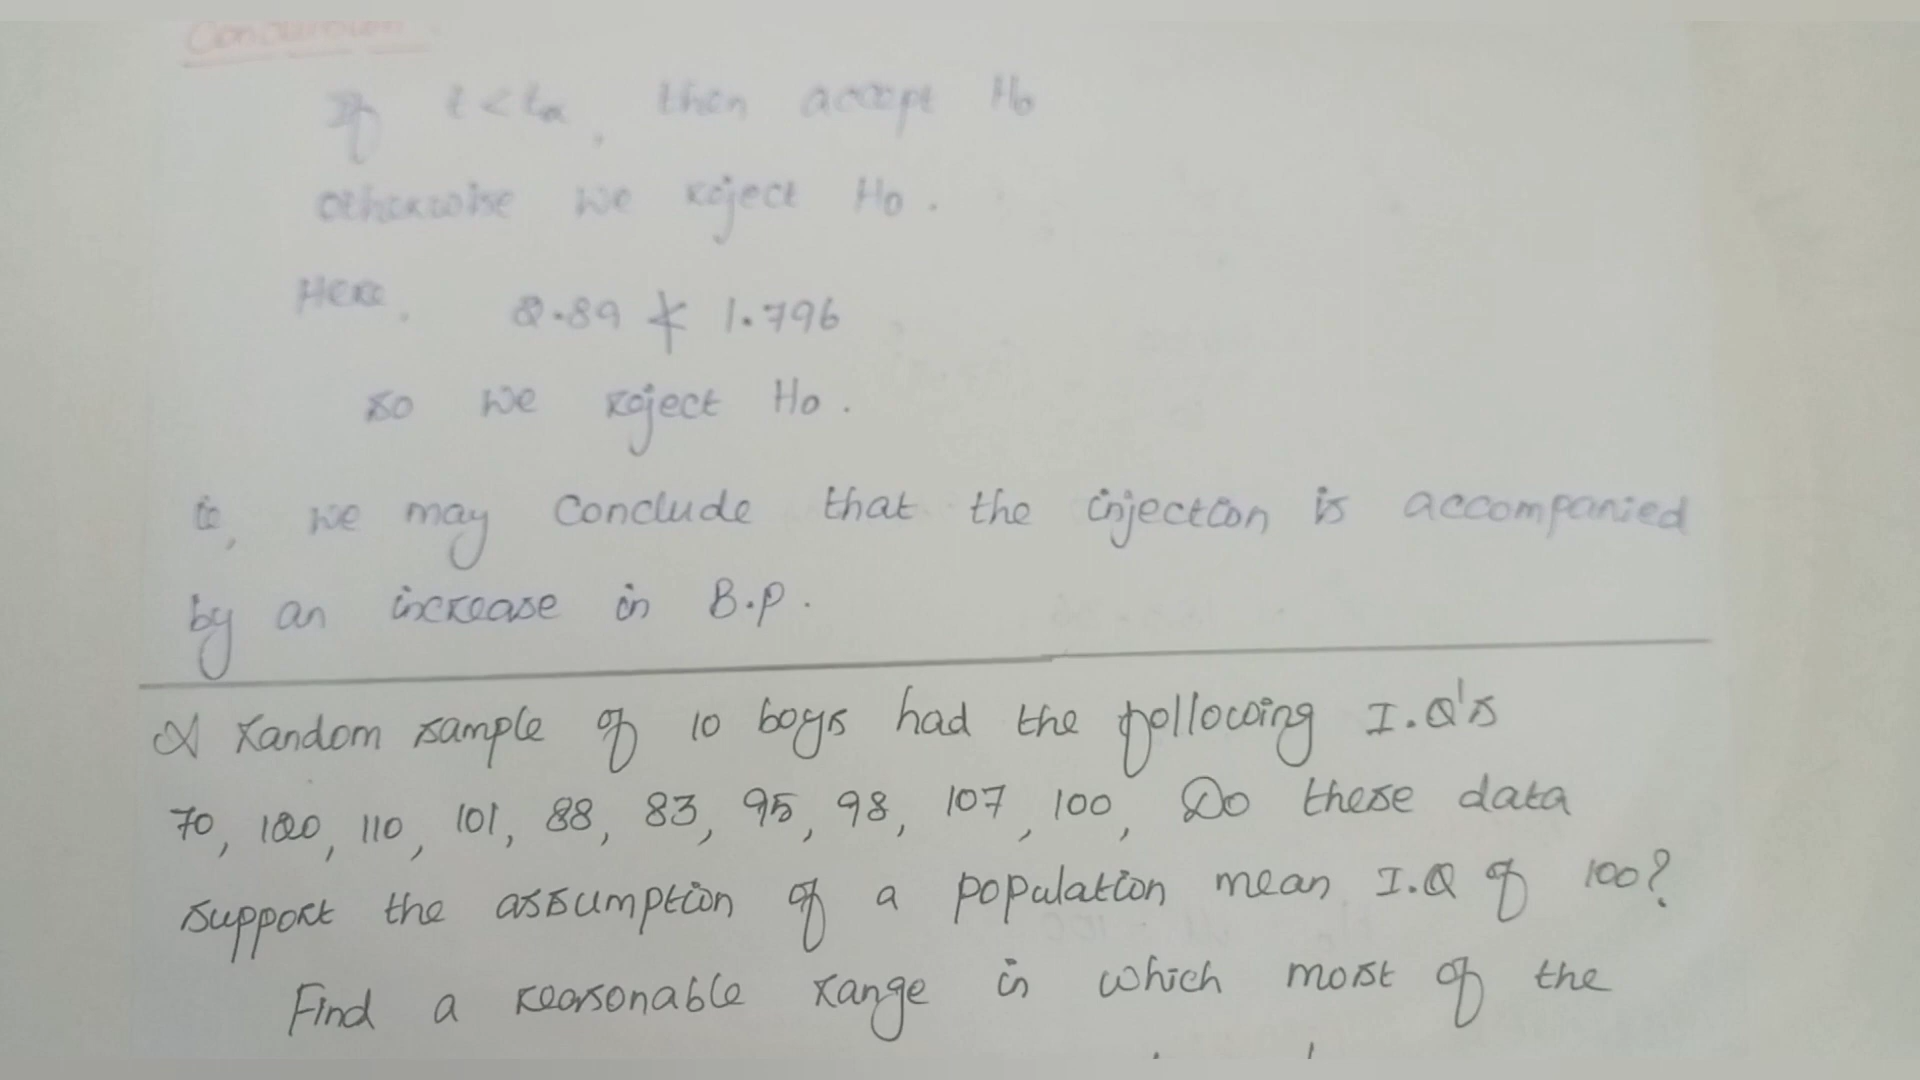 Conclusion
If t < tα, then accept H0
otherwise we reject H0.
Here, 2.89 ≮ 1.796
so we reject H0.
ie, we may conclude that the injection is accompanied
by an increase in B.P.
A random sample of 10 boys had the following I.Q's
70, 120, 110, 101, 88, 83, 95, 98, 107, 100, Do these data
support the assumption of a population mean I.Q of 100?
Find a reasonable range in which most of the